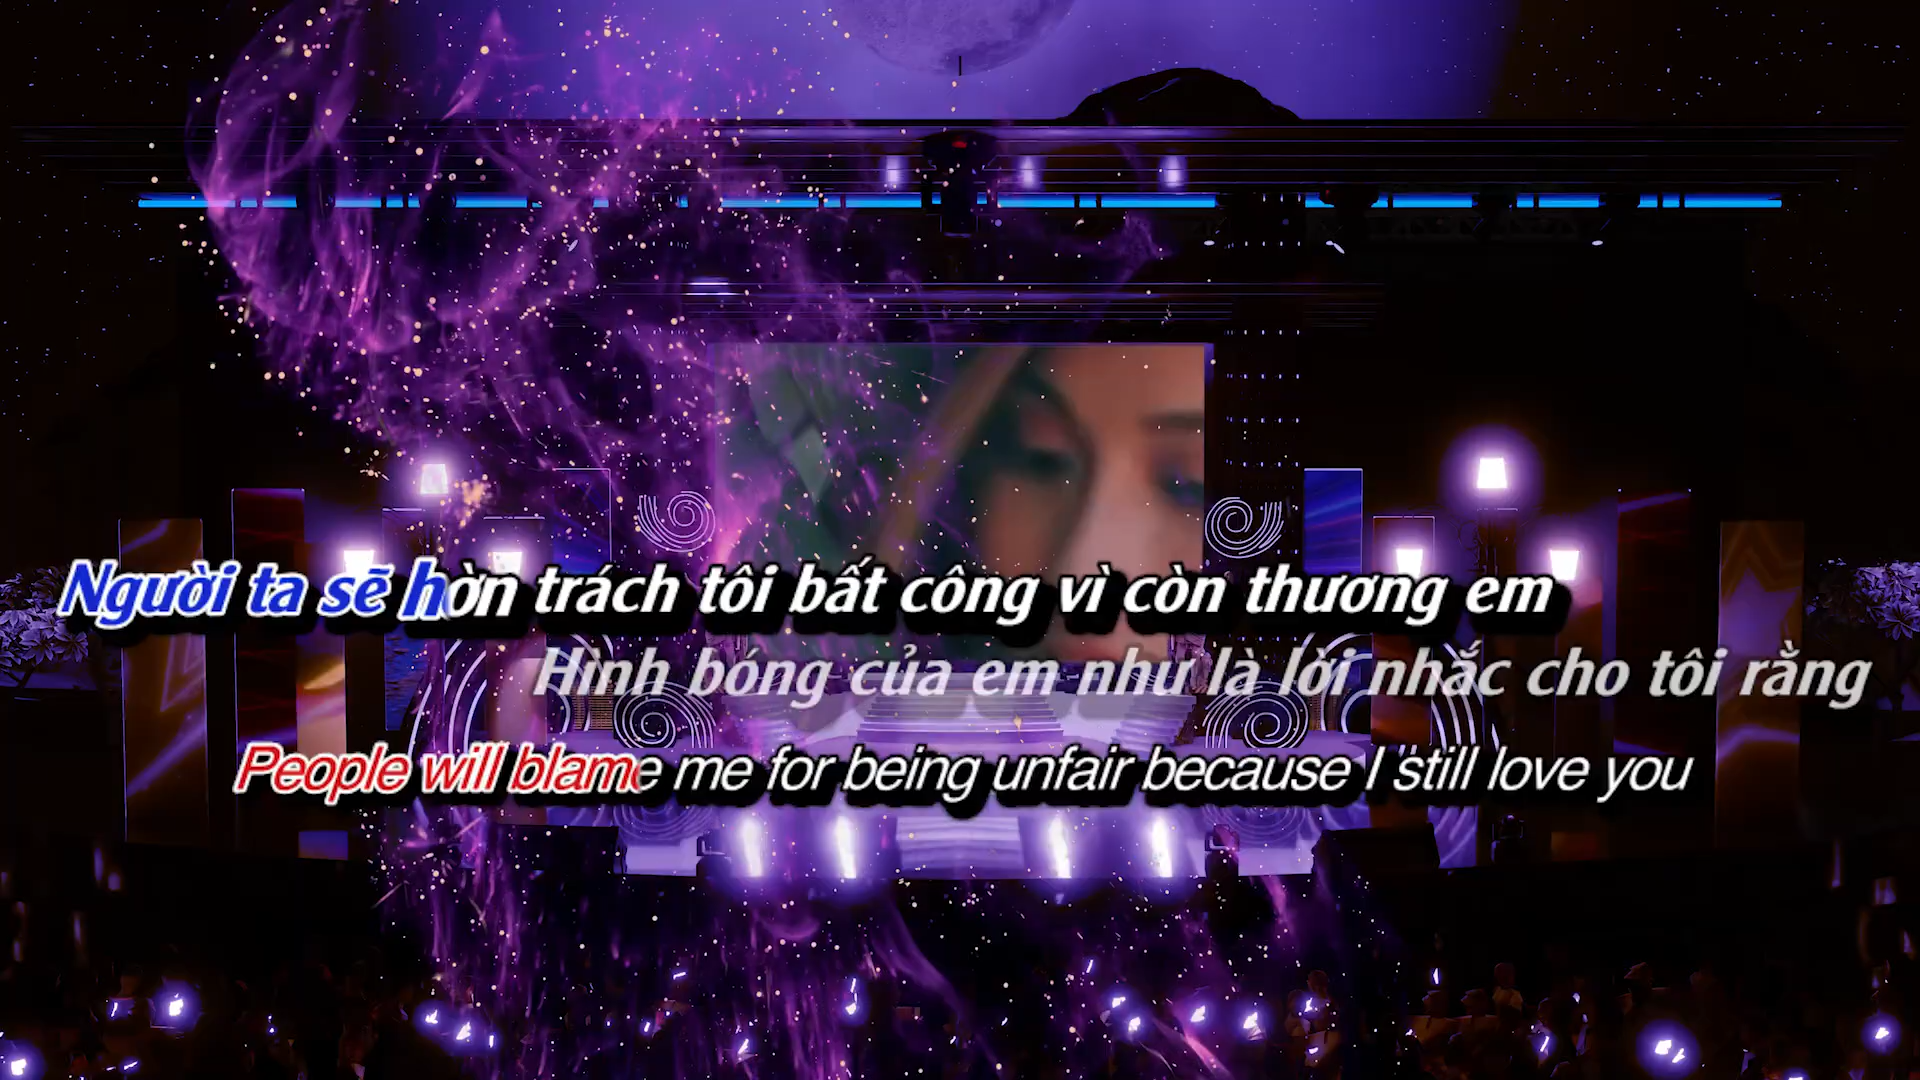 Người ta sẽ hờn trách tôi bất công vì còn thương em
Hình bóng của em như là lời nhắc cho tôi rằng
People will blame me for being unfair because I still love you